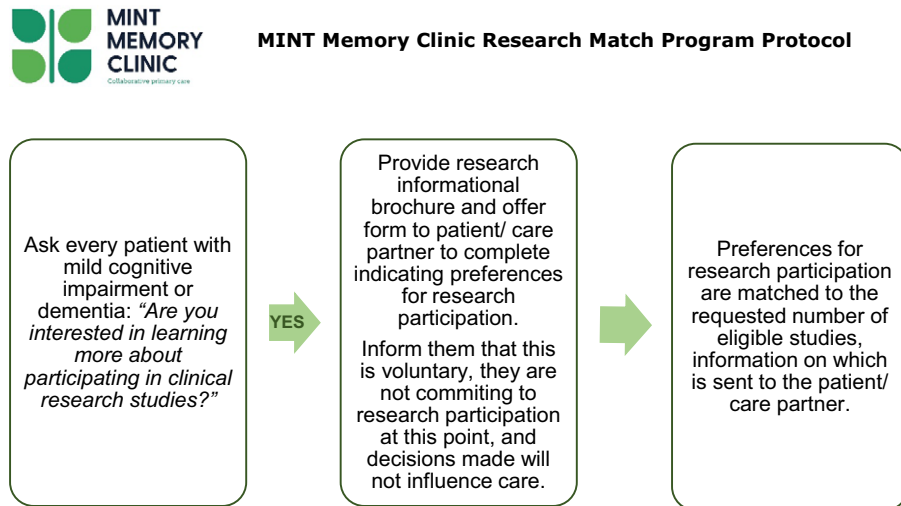 MINT
MEMORY
CLINIC
Collaborative primary care
MINT Memory Clinic Research Match Program Protocol
Ask every patient with
mild cognitive
impairment or
dementia: “Are you
interested in learning
more about
participating in clinical
research studies?”
YES
Provide research
informational
brochure and offer
form to patient/ care
partner to complete
indicating preferences
for research
participation.
Inform them that this
is voluntary, they are
not commiting to
research participation
at this point, and
decisions made will
not influence care.
Preferences for
research participation
are matched to the
requested number of
eligible studies,
information on which
is sent to the patient/
care partner.